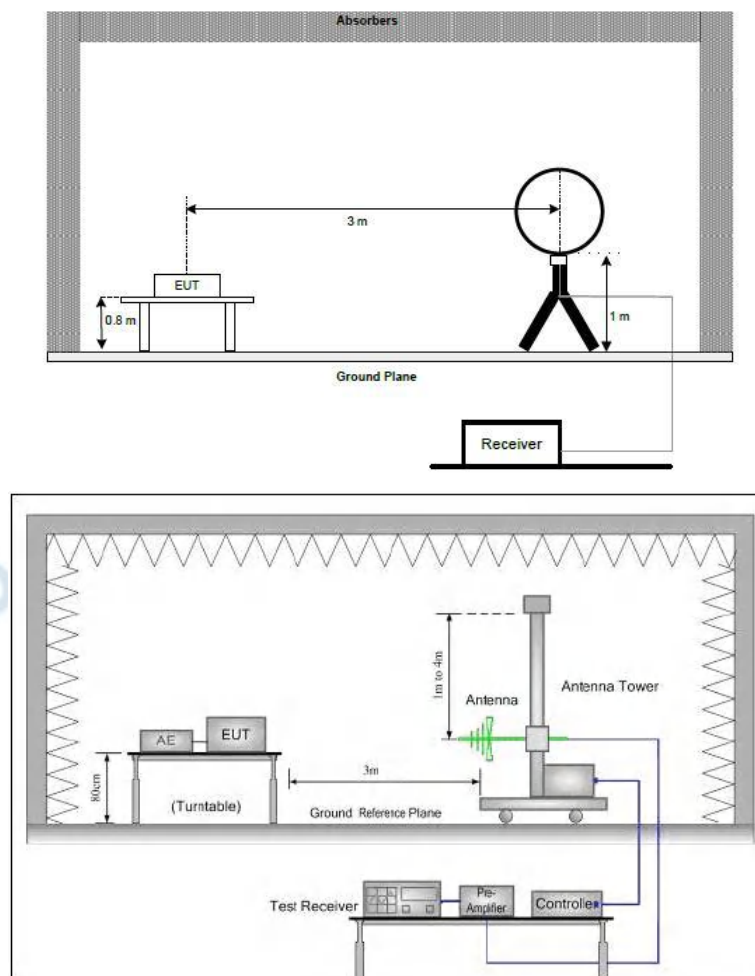 Absorbers
3 m
EUT
0.8 m
1 m
Ground Plane
Receiver
1m to 4m
Antenna
Antenna Tower
AE
EUT
3m
80cm
(Turntable)
Ground Reference Plane
Test Receiver
Pre-
Amplifier
Controller